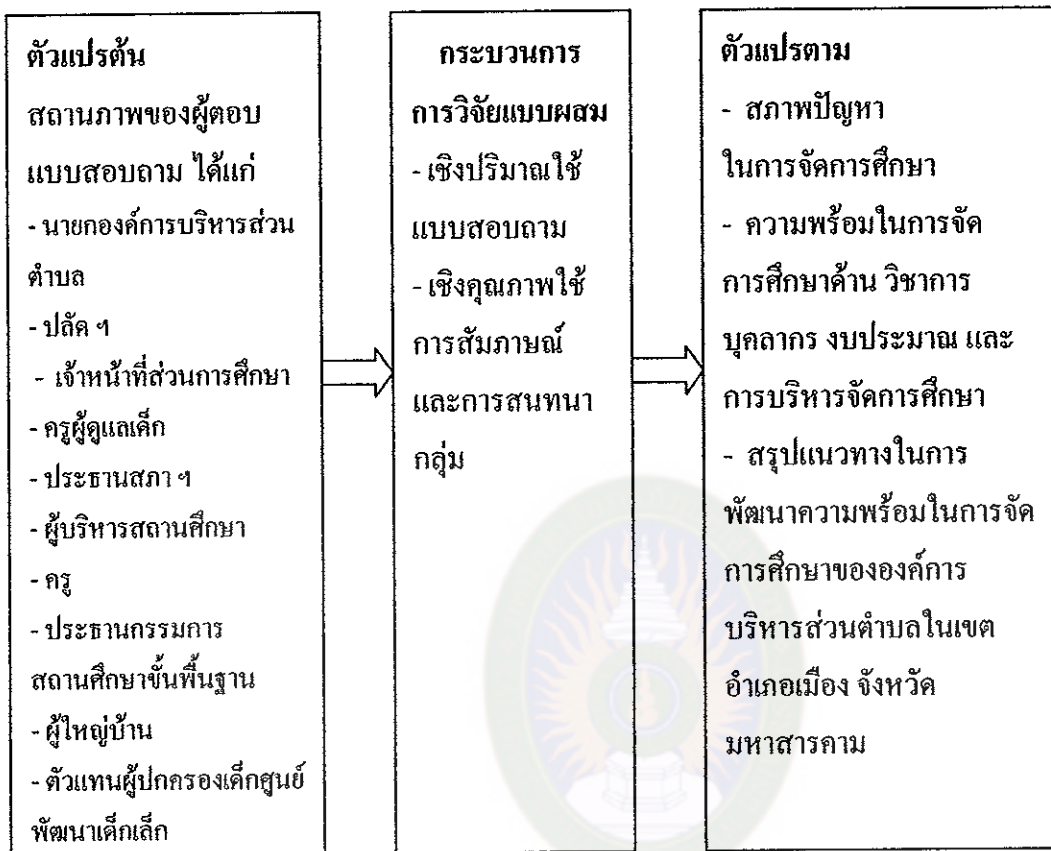 ตัวแปรต้น
สถานภาพของผู้ตอบ
แบบสอบถาม ได้แก่
- นายกองค์การบริหารส่วน
ตำบล
- ปลัด ฯ
- เจ้าหน้าที่ส่วนการศึกษา
- ครูผู้ดูแลเด็ก
- ประธานสภา ฯ
- ผู้บริหารสถานศึกษา
- ครู
- ประธานกรรมการ
สถานศึกษาขั้นพื้นฐาน
- ผู้ใหญ่บ้าน
- ตัวแทนผู้ปกครองเด็กศูนย์
พัฒนาเด็กเล็ก
กระบวนการ
การวิจัยแบบผสม
- เชิงปริมาณใช้
แบบสอบถาม
- เชิงคุณภาพใช้
การสัมภาษณ์
และการสนทนา
กลุ่ม
ตัวแปรตาม
- สภาพปัญหา
ในการจัดการศึกษา
- ความพร้อมในการจัด
การศึกษาด้าน วิชาการ
บุคลากร งบประมาณ และ
การบริหารจัดการศึกษา
- สรุปแนวทางในการ
พัฒนาความพร้อมในการจัด
การศึกษาขององค์การ
บริหารส่วนตำบลในเขต
อำเภอเมือง จังหวัด
มหาสารคาม